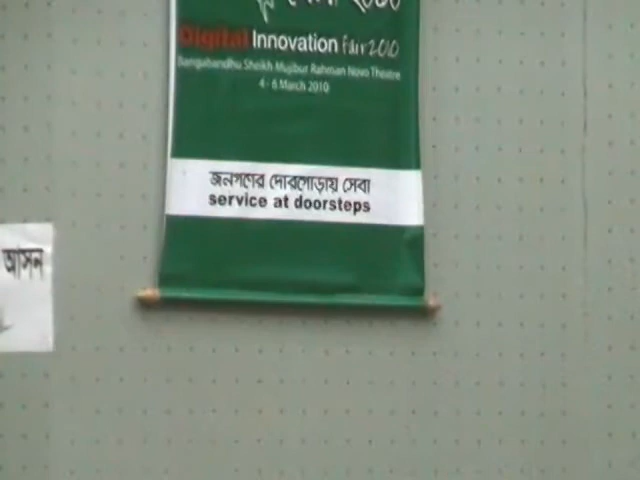 মেলা ২০১০
Digital Innovation fair 2010
Bangabandhu Sheikh Mujibur Rahman Novo Theatre
4 - 6 March 2010
জনগণের দোরগোড়ায় সেবা
service at doorsteps
আসন